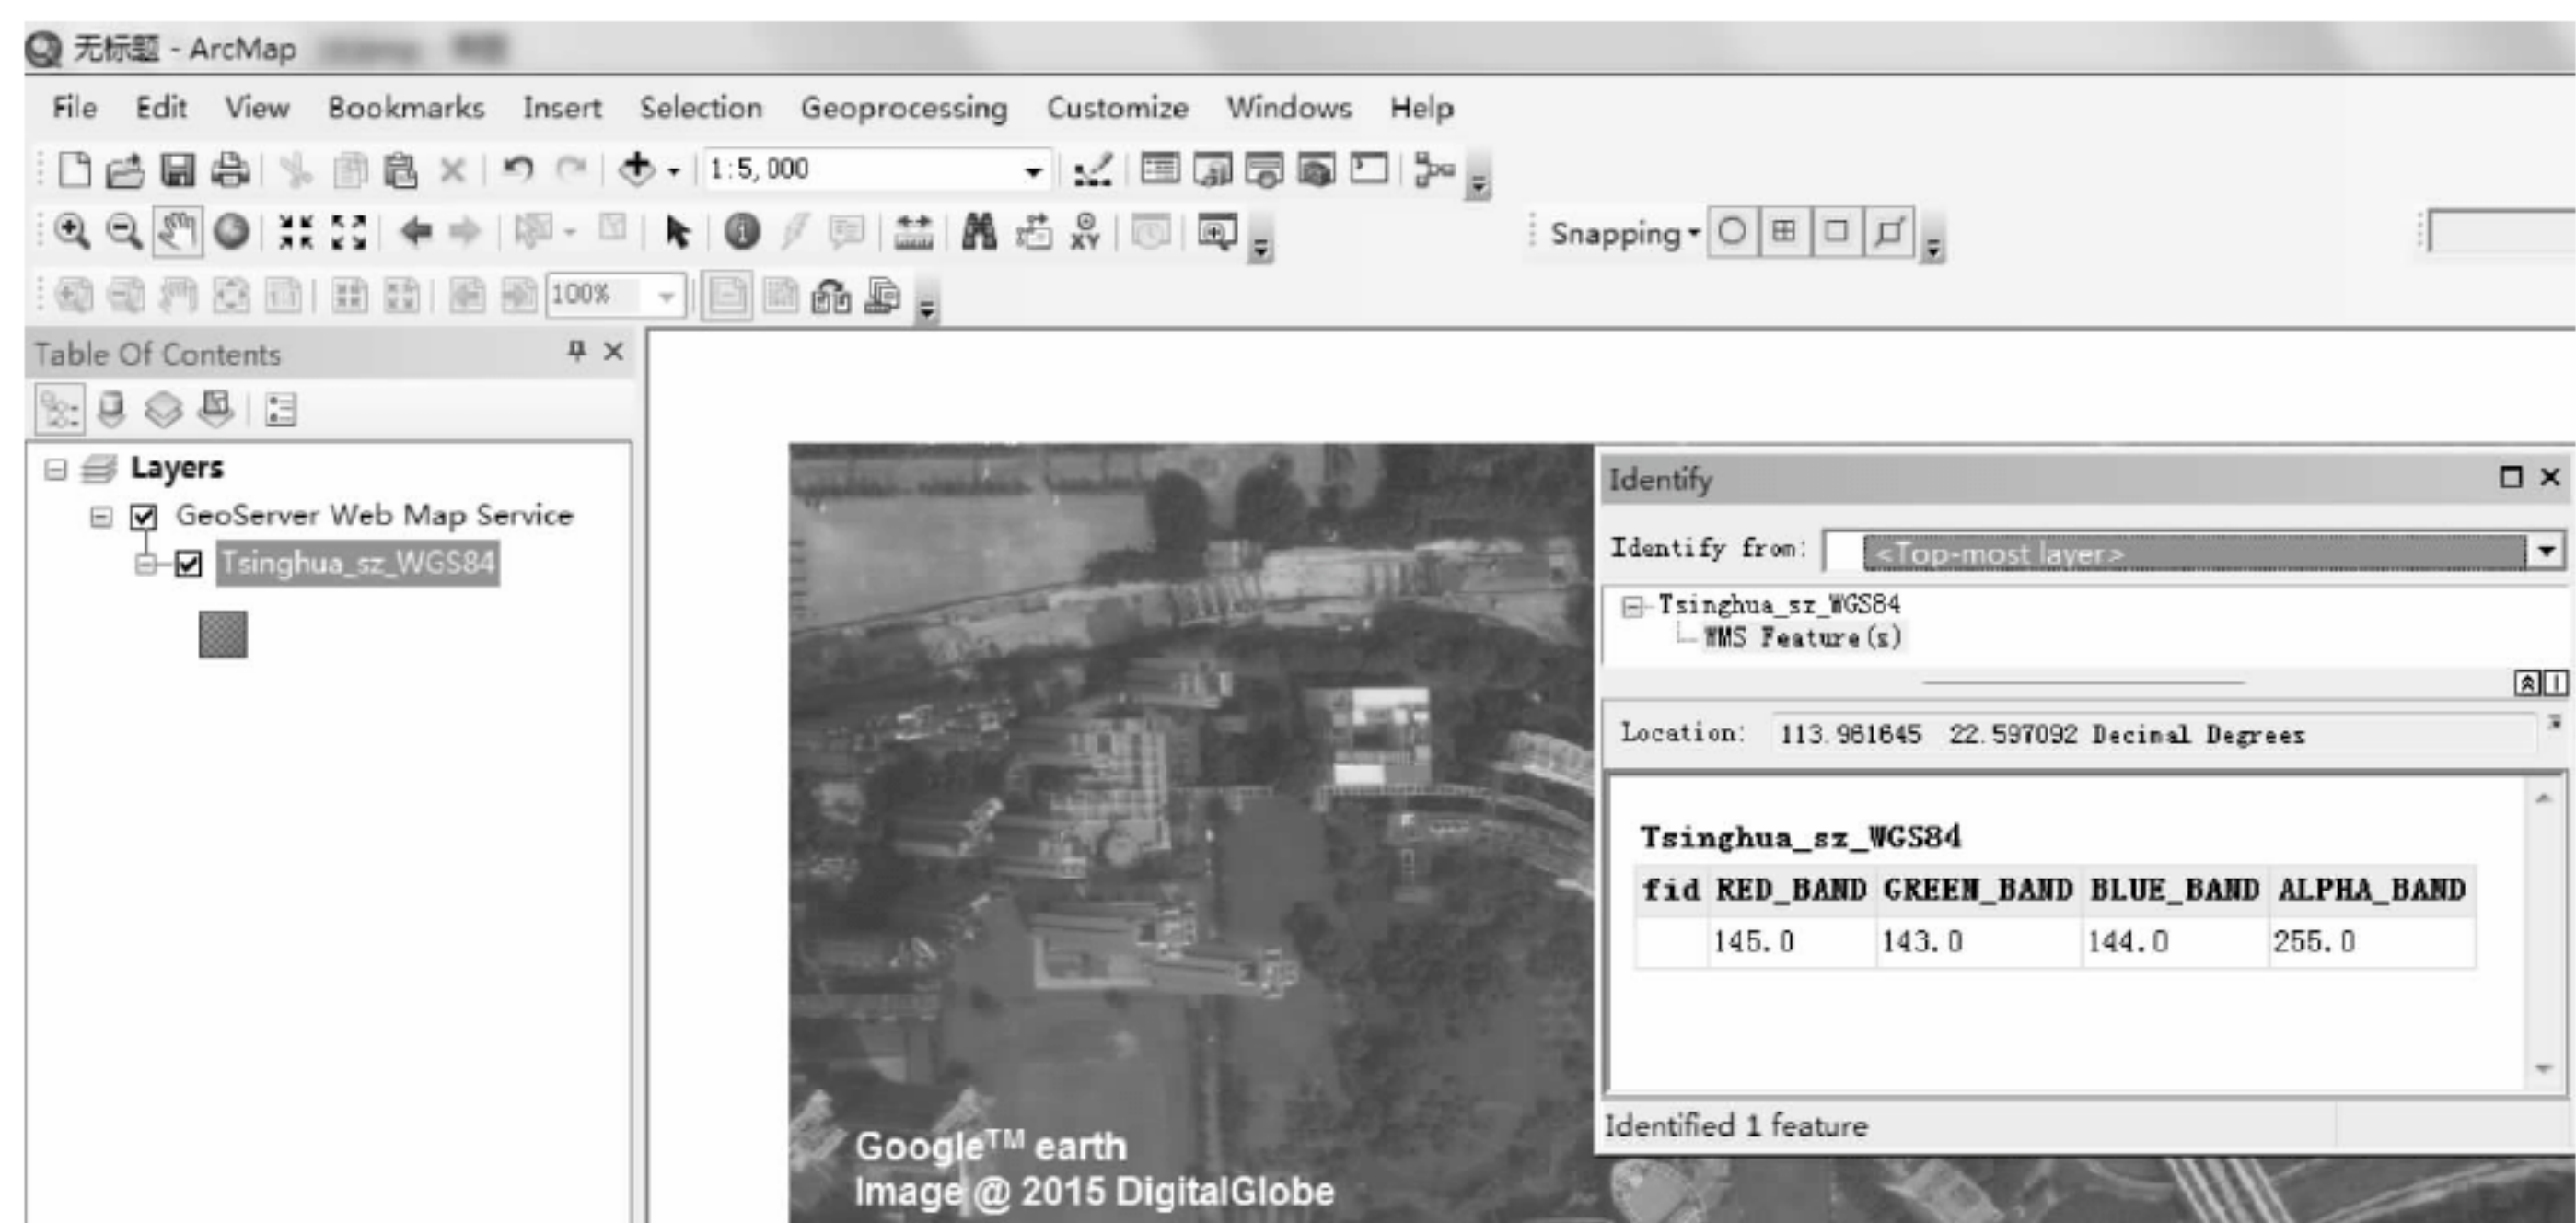 无标题 - ArcMap
File Edit View Bookmarks Insert Selection Geoprocessing Customize Windows Help
1:5,000
XY
Snapping
100%
Table Of Contents
Layers
GeoServer Web Map Service
Tsinghua_sz_WGS84
Identify
Identify from: <Top-most layer>
Tsinghua_sz_WGS84
WMS Feature(s)
Location: 113.961645 22.597092 Decimal Degrees
Tsinghua_sz_WGS84
fid RED_BAND GREEN_BAND BLUE_BAND ALPHA_BAND
145.0 143.0 144.0 255.0
Identified 1 feature
Google™ earth
Image @ 2015 DigitalGlobe